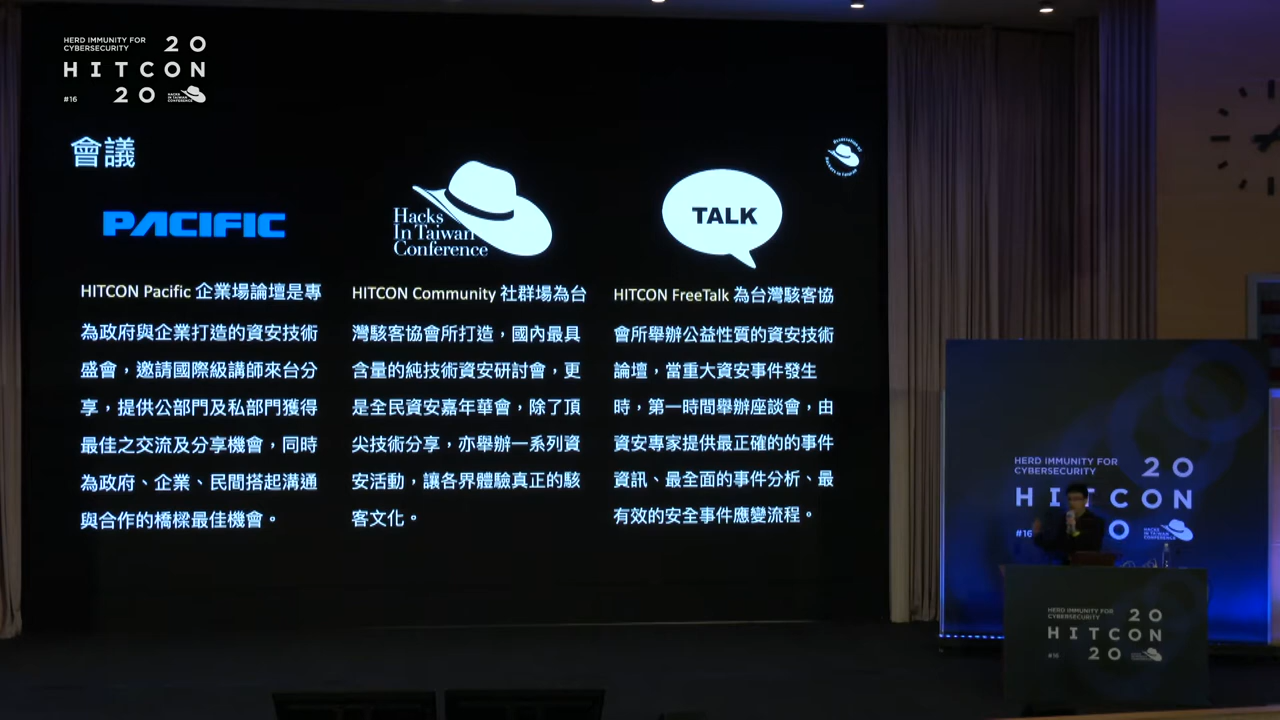 HERD IMMUNITY FOR
CYBERSECURITY
20
HITCON
#16
20
HACKS
IN TAIWAN
CONFERENCE
會議
PACIFIC
Hacks
In Taiwan
Conference
TALK
HITCON Pacific 企業場論壇是專
為政府與企業打造的資安技術
盛會，邀請國際級講師來台分
享，提供公部門及私部門獲得
最佳之交流及分享機會，同時
為政府、企業、民間搭起溝通
與合作的橋樑最佳機會。
HITCON Community 社群場為台
灣駭客協會所打造，國內最具
含量的純技術資安研討會，更
是全民資安嘉年華會，除了頂
尖技術分享，亦舉辦一系列資
安活動，讓各界體驗真正的駭
客文化。
HITCON FreeTalk 為台灣駭客協
會所舉辦公益性質的資安技術
論壇，當重大資安事件發生
時，第一時間舉辦座談會，由
資安專家提供最正確的的事件
資訊、最全面的事件分析、最
有效的安全事件應變流程。
HERD IMMUNITY FOR
CYBERSECURITY
20
HITCON
#16
0
HERD IMMUNITY FOR
CYBERSECURITY
20
HITCON
#16
20